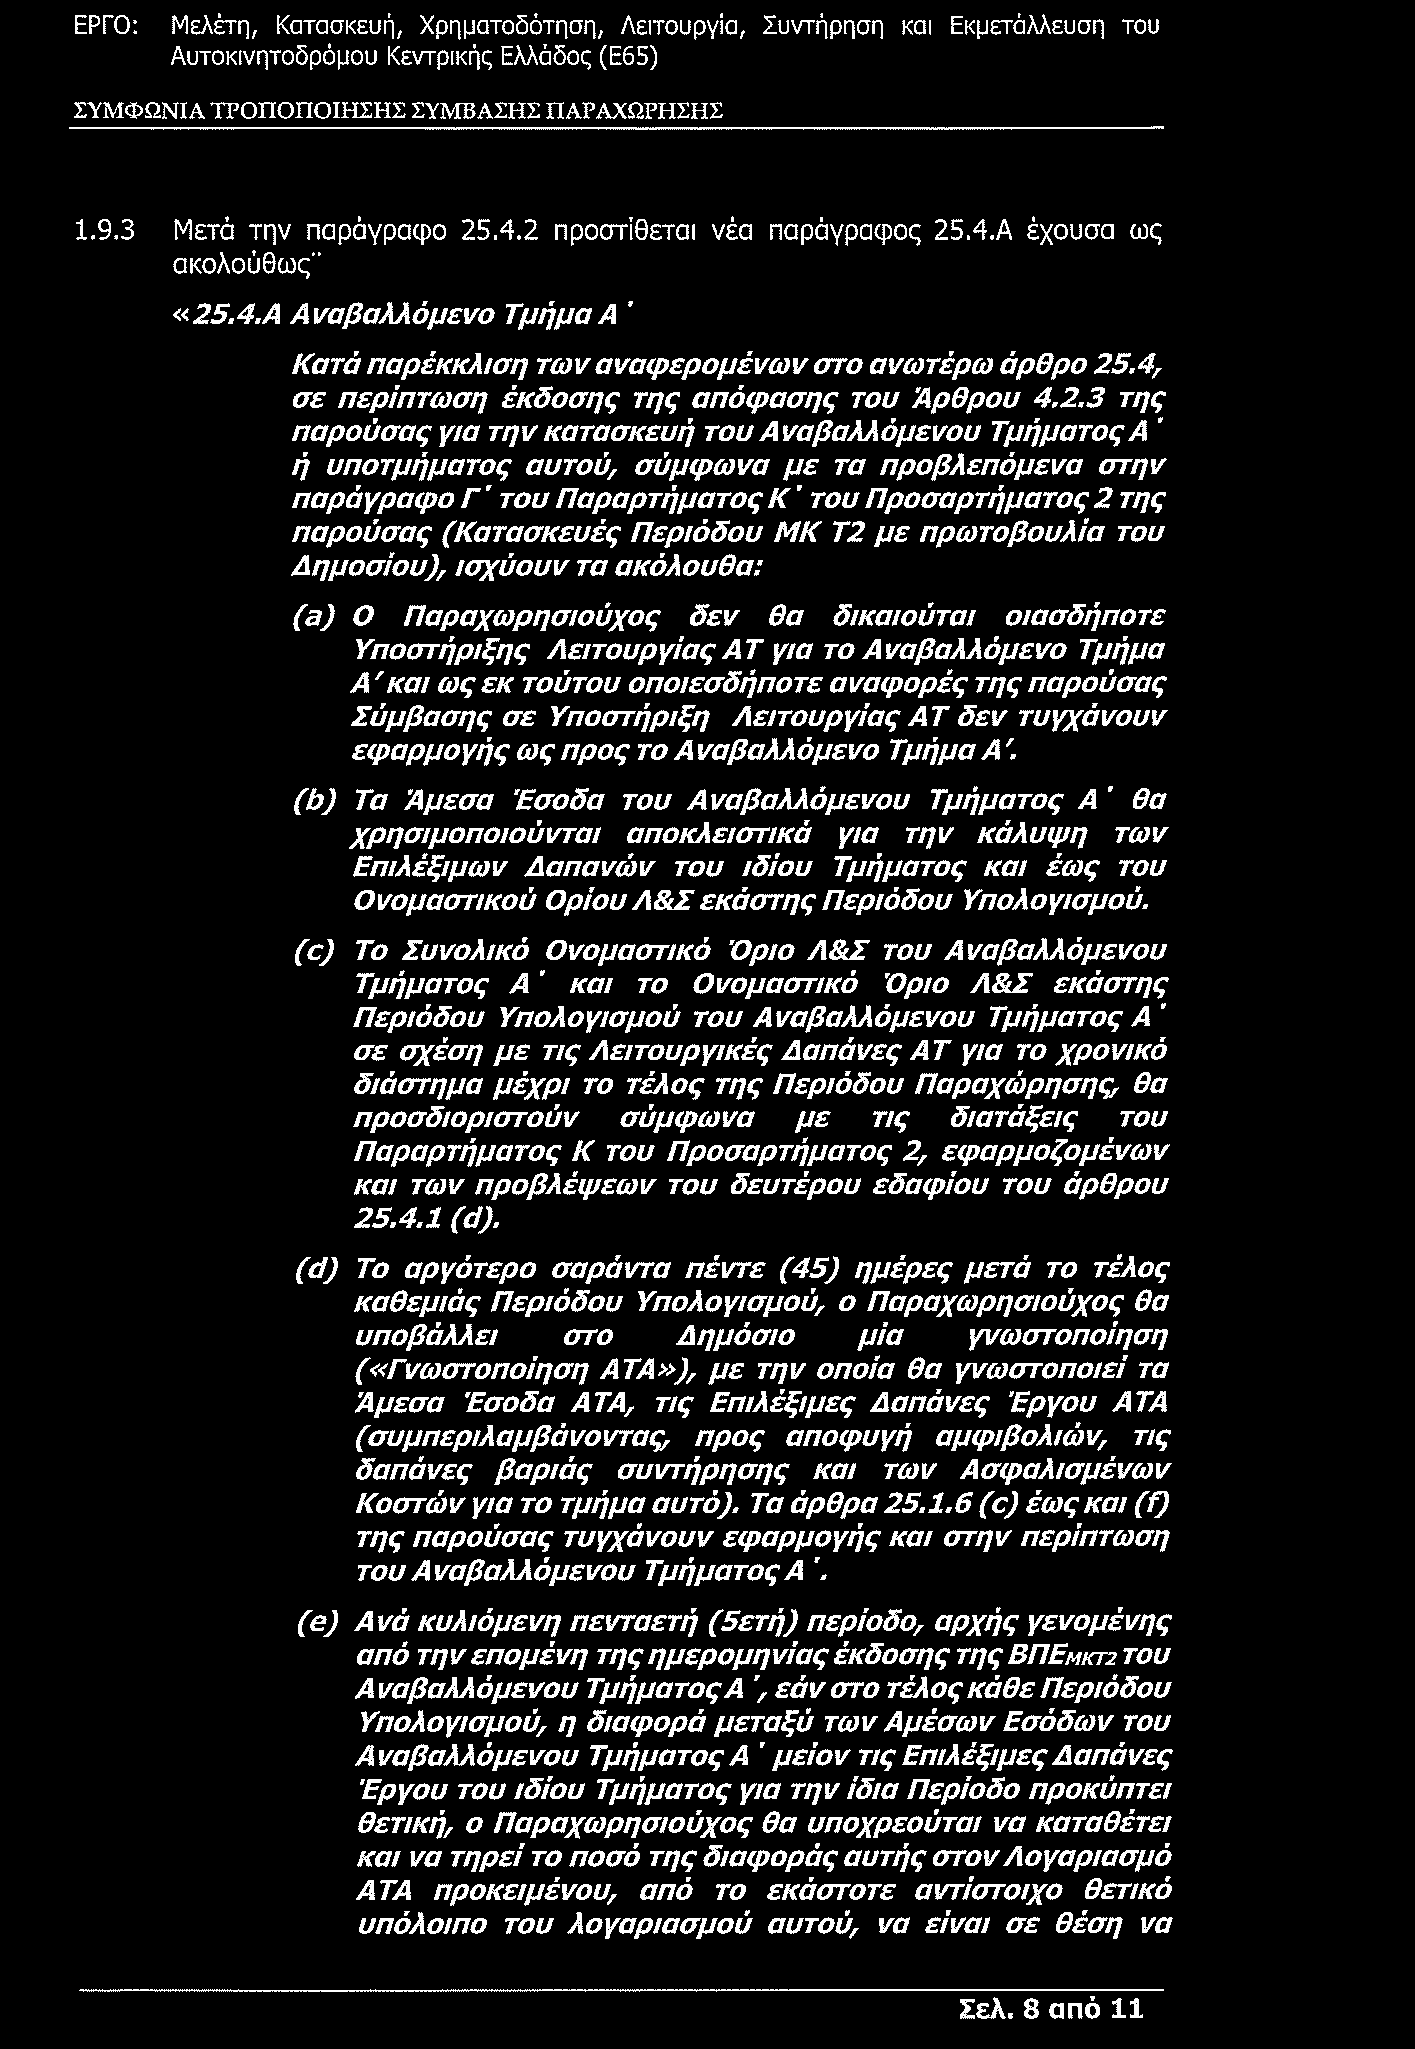 ΕΡΓΟ: Μελέτη, Κατασκευή, Χρηματοδότηση, Λειτουργία, Συντήρηση και Εκμετάλλευση του
Αυτοκινητοδρόμου Κεντρικής Ελλάδος (Ε65)
ΣΥΜΦΩΝΙΑ ΤΡΟΠΟΠΟΙΗΣΗΣ ΣΥΜΒΑΣΗΣ ΠΑΡΑΧΩΡΗΣΗΣ
1.9.3 Μετά την παράγραφο 25.4.2 προστίθεται νέα παράγραφος 25.4.Α έχουσα ως
ακολούθως¨
«25.4.Α Αναβαλλόμενο Τμήμα Α΄
Κατά παρέκκλιση των αναφερομένων στο ανωτέρω άρθρο 25.4,
σε περίπτωση έκδοσης της απόφασης του Άρθρου 4.2.3 της
παρούσας για την κατασκευή του Αναβαλλόμενου Τμήματος Α΄
ή υποτμήματος αυτού, σύμφωνα με τα προβλεπόμενα στην
παράγραφο Γ΄ του Παραρτήματος Κ΄ του Προσαρτήματος 2 της
παρούσας (Κατασκευές Περιόδου ΜΚ Τ2 με πρωτοβουλία του
Δημοσίου), ισχύουν τα ακόλουθα:
(a) Ο Παραχωρησιούχος δεν θα δικαιούται οιασδήποτε
Υποστήριξης Λειτουργίας ΑΤ για το Αναβαλλόμενο Τμήμα
Α΄και ως εκ τούτου οποιεσδήποτε αναφορές της παρούσας
Σύμβασης σε Υποστήριξη Λειτουργίας ΑΤ δεν τυγχάνουν
εφαρμογής ως προς το Αναβαλλόμενο Τμήμα Α΄.
(b) Τα Άμεσα Έσοδα του Αναβαλλόμενου Τμήματος Α΄ θα
χρησιμοποιούνται αποκλειστικά για την κάλυψη των
Επιλέξιμων Δαπανών του ιδίου Τμήματος και έως του
Ονομαστικού Ορίου Λ&Σ εκάστης Περιόδου Υπολογισμού.
(c) Το Συνολικό Ονομαστικό Όριο Λ&Σ του Αναβαλλόμενου
Τμήματος Α΄ και το Ονομαστικό Όριο Λ&Σ εκάστης
Περιόδου Υπολογισμού του Αναβαλλόμενου Τμήματος Α΄
σε σχέση με τις Λειτουργικές Δαπάνες ΑΤ για το χρονικό
διάστημα μέχρι το τέλος της Περιόδου Παραχώρησης, θα
προσδιοριστούν σύμφωνα με τις διατάξεις του
Παραρτήματος Κ του Προσαρτήματος 2, εφαρμοζομένων
και των προβλέψεων του δευτέρου εδαφίου του άρθρου
25.4.1 (d).
(d) Το αργότερο σαράντα πέντε (45) ημέρες μετά το τέλος
καθεμιάς Περιόδου Υπολογισμού, ο Παραχωρησιούχος θα
υποβάλλει στο Δημόσιο μία γνωστοποίηση
(«Γνωστοποίηση ΑΤΑ»), με την οποία θα γνωστοποιεί τα
Άμεσα Έσοδα ΑΤΑ, τις Επιλέξιμες Δαπάνες Έργου ΑΤΑ
(συμπεριλαμβάνοντας, προς αποφυγή αμφιβολιών, τις
δαπάνες βαριάς συντήρησης και των Ασφαλισμένων
Κοστών για το τμήμα αυτό). Τα άρθρα 25.1.6 (c) έως και (f)
της παρούσας τυγχάνουν εφαρμογής και στην περίπτωση
του Αναβαλλόμενου Τμήματος Α΄.
(e) Ανά κυλιόμενη πενταετή (5ετή) περίοδο, αρχής γενομένης
από την επομένη της ημερομηνίας έκδοσης της ΒΠΕΜΚΤ2 του
Αναβαλλόμενου Τμήματος Α΄, εάν στο τέλος κάθε Περιόδου
Υπολογισμού, η διαφορά μεταξύ των Αμέσων Εσόδων του
Αναβαλλόμενου Τμήματος Α΄ μείον τις Επιλέξιμες Δαπάνες
Έργου του ιδίου Τμήματος για την ίδια Περίοδο προκύπτει
θετική, ο Παραχωρησιούχος θα υποχρεούται να καταθέτει
και να τηρεί το ποσό της διαφοράς αυτής στον Λογαριασμό
ΑΤΑ προκειμένου, από το εκάστοτε αντίστοιχο θετικό
υπόλοιπο του λογαριασμού αυτού, να είναι σε θέση να
Σελ. 8 από 11